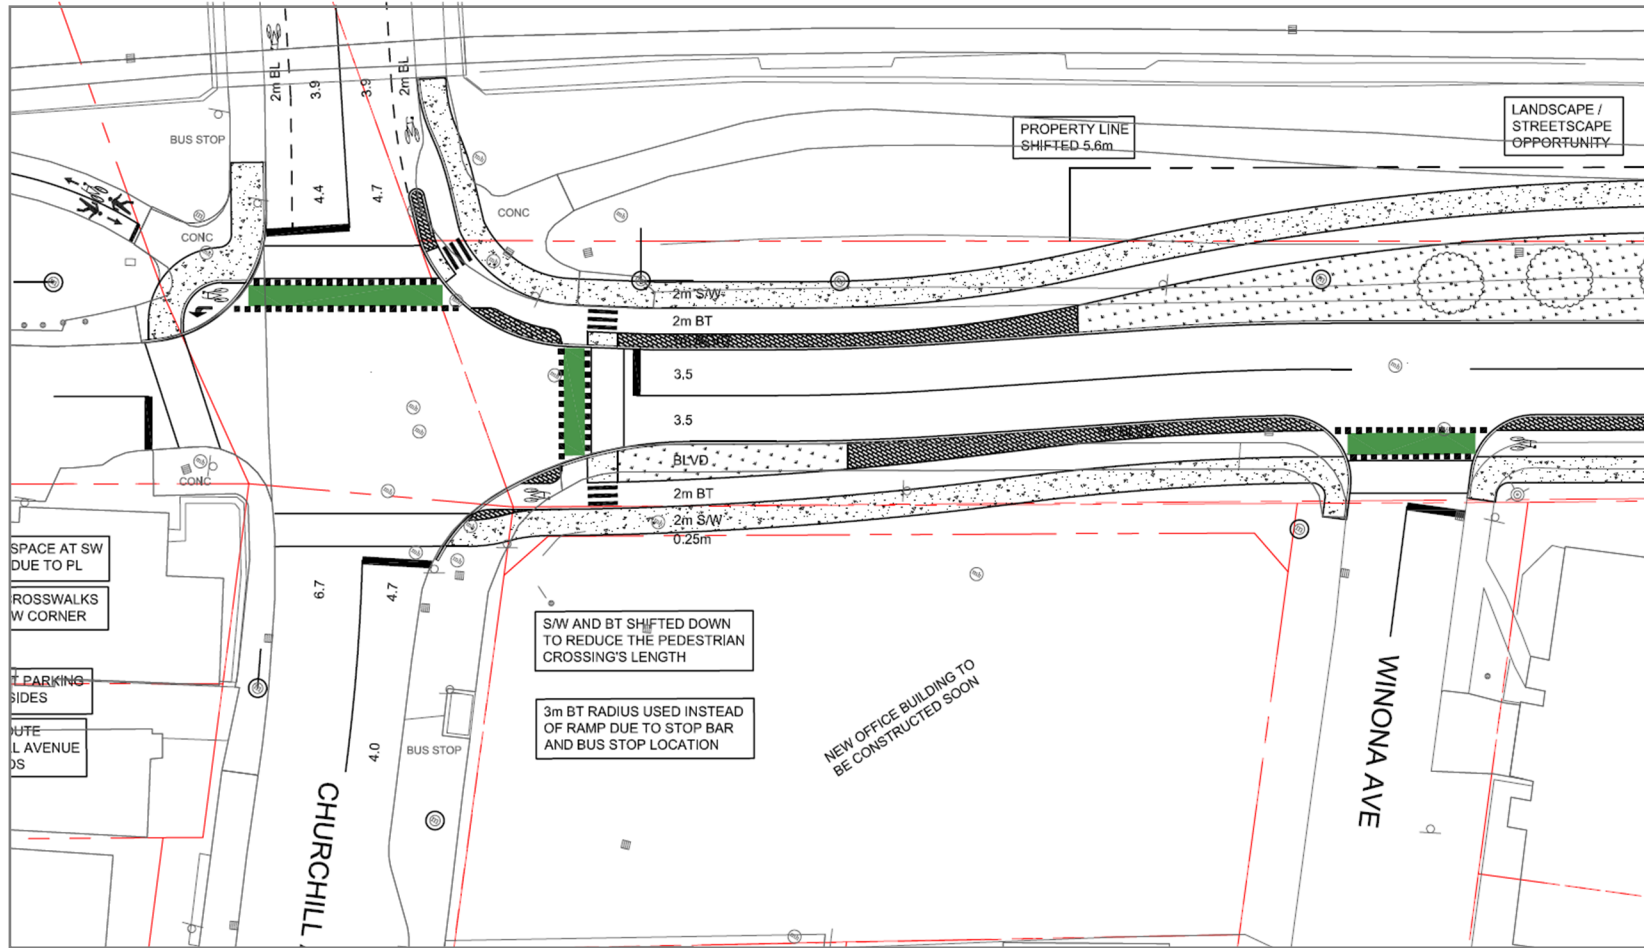 2m BL
3.9
3.9
2m BL
BUS STOP
4.4
4.7
CONC
CONC
PROPERTY LINE
SHIFTED 5.6m
LANDSCAPE /
STREETSCAPE
OPPORTUNITY
2m S/W
2m BT
3,5
3.5
BLVD
2m BT
2m S/W
0.25m
CONC
SPACE AT SW
DUE TO PL
ROSSWALKS
W CORNER
T PARKING
SIDES
UTE
L AVENUE
DS
6.7
4.7
4.0
BUS STOP
CHURCHILL
S/W AND BT SHIFTED DOWN
TO REDUCE THE PEDESTRIAN
CROSSING'S LENGTH
3m BT RADIUS USED INSTEAD
OF RAMP DUE TO STOP BAR
AND BUS STOP LOCATION
NEW OFFICE BUILDING TO
BE CONSTRUCTED SOON
WINONA AVE